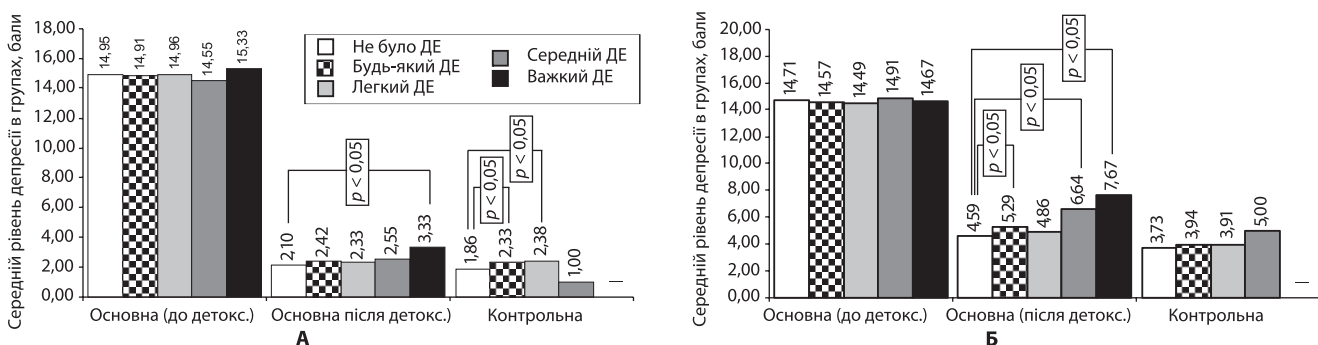 Середній рівень депресії в групах, бали
18,00
16,00
14,00
12,00
10,00
8,00
6,00
4,00
2,00
0,00
14,95
14,91
14,96
14,55
15,33
Не було ДЕ
Будь-який ДЕ
Легкий ДЕ
Середній ДЕ
Важкий ДЕ
p < 0,05
p < 0,05
p < 0,05
2,10
2,42
2,33
2,55
3,33
1,86
2,33
2,38
1,00
—
Основна (до детокс.)
Основна після детокс.)
Контрольна
А
Середній рівень депресії в групах, бали
20,00
18,00
16,00
14,00
12,00
10,00
8,00
6,00
4,00
2,00
0,00
14,71
14,57
14,49
14,91
14,67
p < 0,05
p < 0,05
p < 0,05
4,59
5,29
4,86
6,64
7,67
3,73
3,94
3,91
5,00
—
Основна (до детокс.)
Основна (після детокс.)
Контрольна
Б